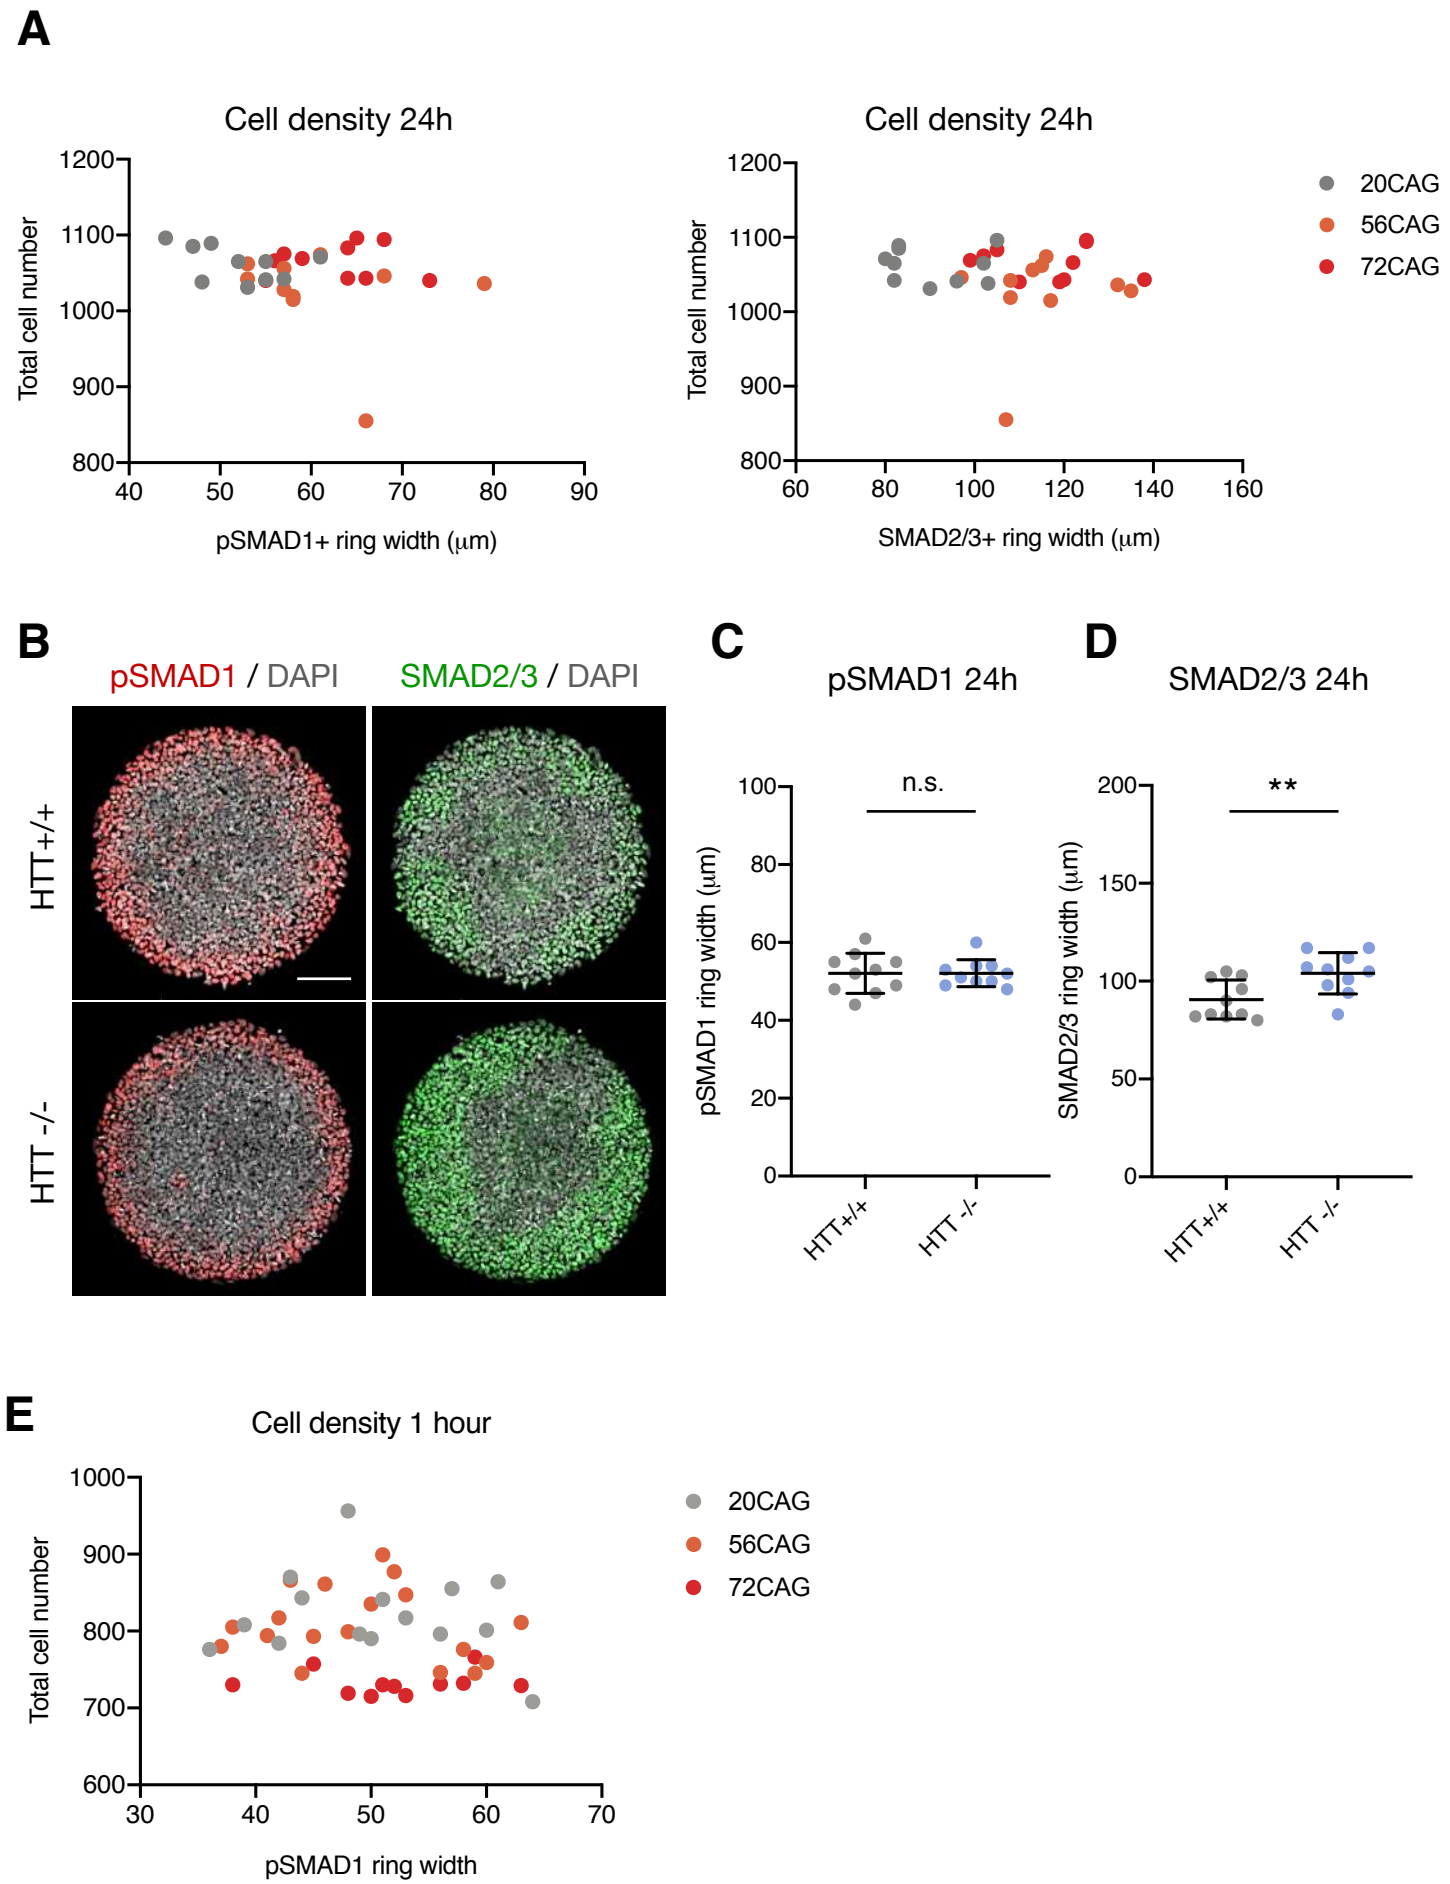 A
Cell density 24h
Total cell number
1200
1100
1000
900
800
40 50 60 70 80 90
pSMAD1+ ring width (μm)
Cell density 24h
Total cell number
1200
1100
1000
900
800
60 80 100 120 140 160
SMAD2/3+ ring width (μm)
20CAG
56CAG
72CAG
B
pSMAD1 / DAPI
SMAD2/3 / DAPI
HTT+/+
HTT -/-
C
pSMAD1 24h
pSMAD1 ring width (μm)
100
80
60
40
20
0
n.s.
HTT+/+
HTT -/-
D
SMAD2/3 24h
SMAD2/3 ring width (μm)
200
150
100
50
0
**
HTT+/+
HTT -/-
E
Cell density 1 hour
Total cell number
1000
900
800
700
600
30 40 50 60 70
pSMAD1 ring width
20CAG
56CAG
72CAG